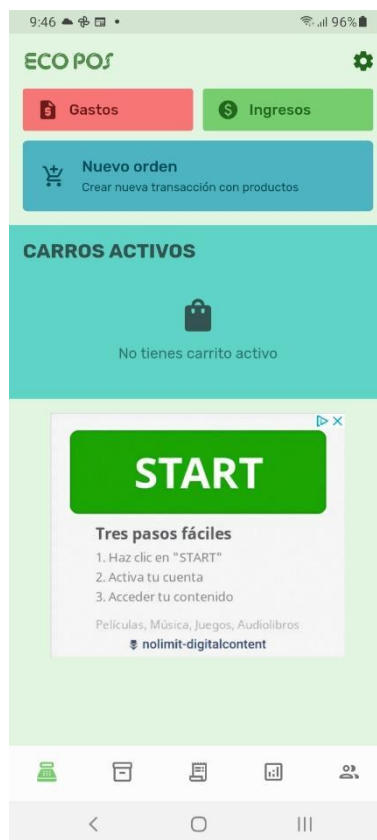 9:46
96%
ECO POS
Gastos
Ingresos
Nuevo orden
Crear nueva transacción con productos
CARROS ACTIVOS
No tienes carrito activo
START
Tres pasos fáciles
1. Haz clic en "START"
2. Activa tu cuenta
3. Acceder tu contenido
Películas, Música, Juegos, Audiolibros
nolimit-digitalcontent